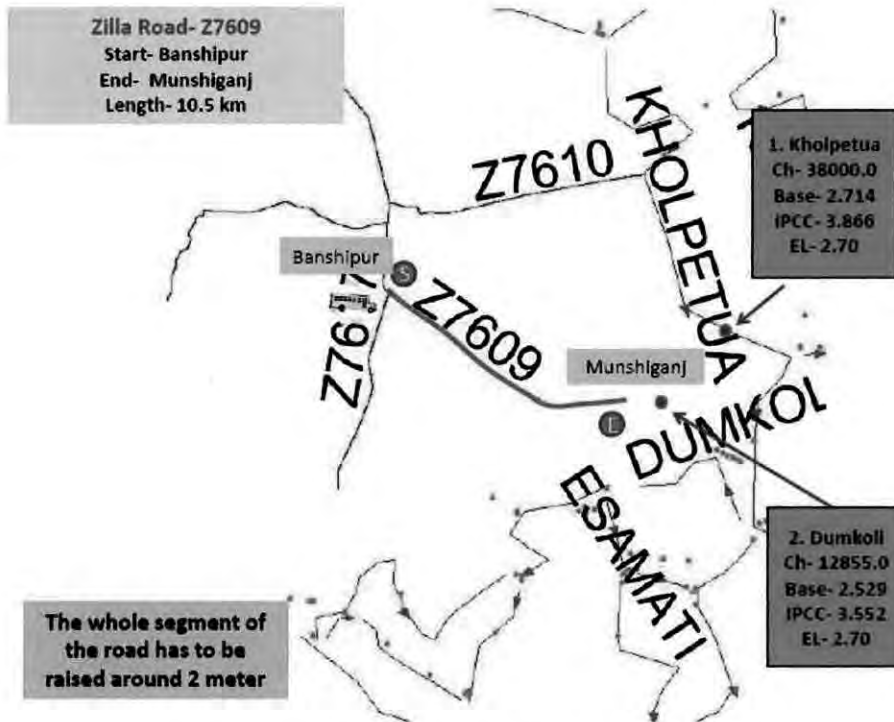 Zilla Road- Z7609
Start- Banshipur
End- Munshiganj
Length- 10.5 km
KHOLPETUA
1. Kholpetua
Ch- 38000.0
Base- 2.714
IPCC- 3.866
EL- 2.70
Z7610
Banshipur
S
Z7609
Z76
7
Munshiganj
E
DUMKOL
ESAMATI
2. Dumkoli
Ch- 12855.0
Base- 2.529
IPCC- 3.552
EL- 2.70
The whole segment of
the road has to be
raised around 2 meter